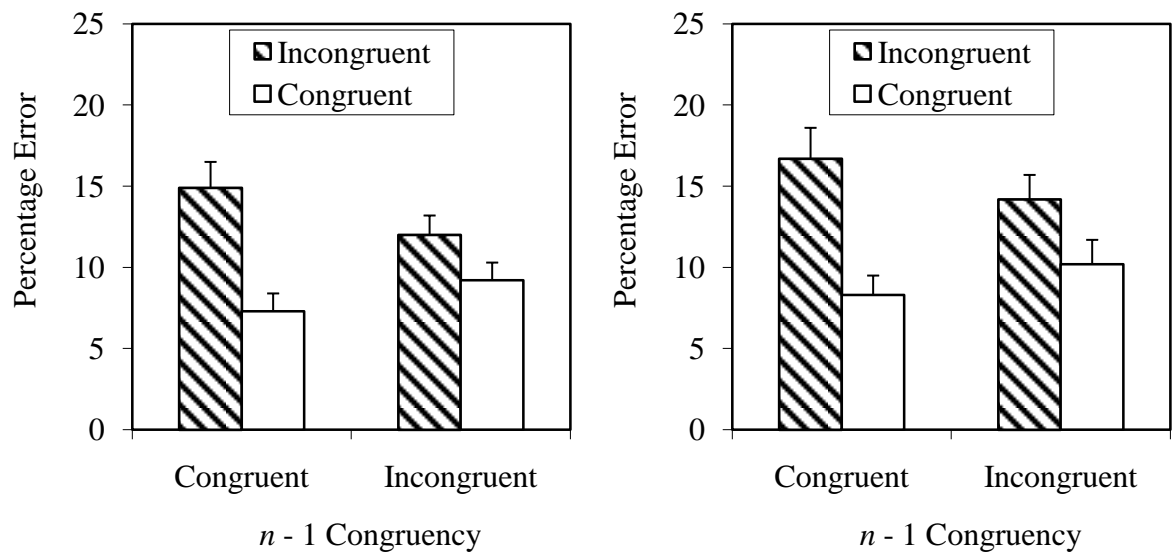 25
20
15
10
5
0
Percentage Error
Incongruent
Congruent
Congruent Incongruent
n - 1 Congruency
25
20
15
10
5
0
Percentage Error
Incongruent
Congruent
Congruent Incongruent
n - 1 Congruency